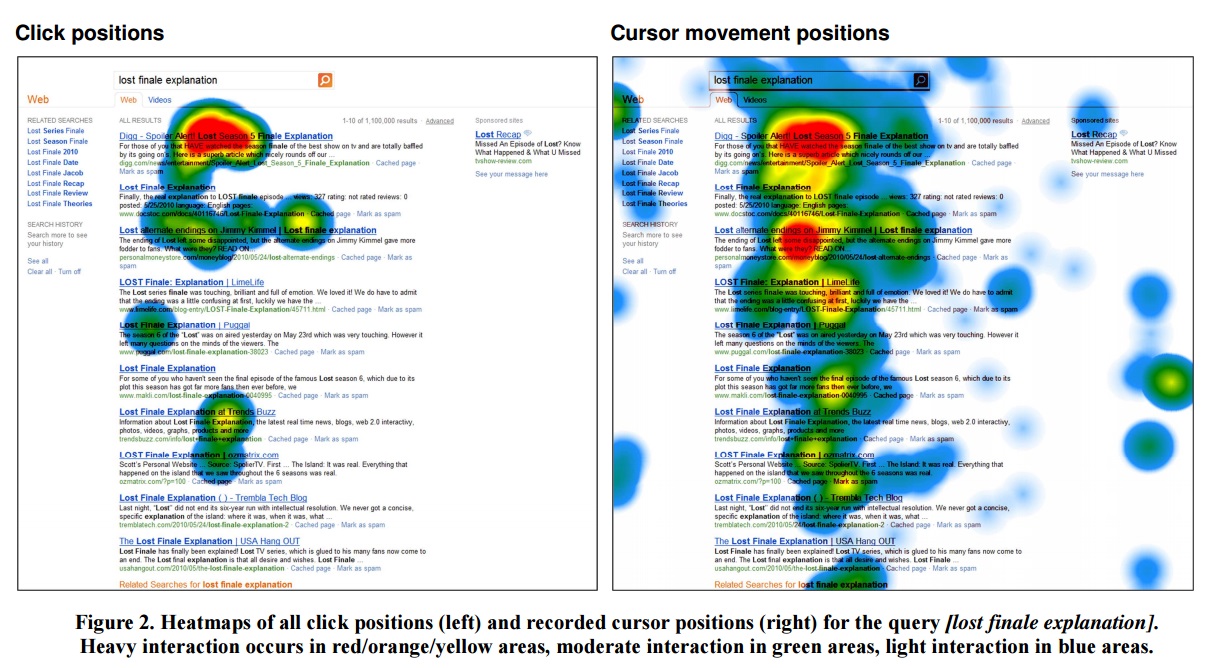 Click positions
lost finale explanation
Web
Web Videos
RELATED SEARCHES
Lost Series Finale
Lost Season Finale
Lost Finale 2010
Lost Finale Date
Lost Finale Jacob
Lost Finale Recap
Lost Finale Review
Lost Finale Theories
SEARCH HISTORY
Search more to see
your history
See all
Clear all · Turn off
ALL RESULTS 1-10 of 1,100,000 results · Advanced
Digg - Spoiler Alert! Lost Season 5 Finale Explanation
For those of you that HAVE watched the season finale of the best show on tv and are totally baffled
by its going on's. Here is a superb article which nicely rounds off our ...
digg.com/news/entertainment/Spoiler_Alert_Lost_Season_5_Finale_Explanation · Cached page ·
Mark as spam
Lost Finale Explanation
Finally, the real explanation to LOST finale episode ... views: 327 rating: not rated reviews: 0
posted: 5/25/2010 language: English pages:
www.docstoc.com/docs/40116746/Lost-Finale-Explanation · Cached page · Mark as spam
Lost alternate endings on Jimmy Kimmel | Lost finale explanation
The ending of Lost left some disappointed, but the alternate endings on Jimmy Kimmel gave more
fodder to fans. What were they? READ ON...
personalmoneystore.com/moneyblog/2010/05/24/lost-alternate-endings · Cached page · Mark as
spam
LOST Finale: Explanation | LimeLife
The Lost series finale was touching, brilliant and full of emotion. We loved it! We do have to admit
that the ending was a little confusing at first, luckily we have the ...
www.limelife.com/blog-entry/LOST-Finale-Explanation/45711.html · Cached page · Mark as spam
Lost Finale Explanation | Puggal
The season 6 of the "Lost" was on aired yesterday on May 23rd which was very touching. However it
left many questions on the minds of the viewers. The
www.puggal.com/lost-finale-explanation-38023 · Cached page · Mark as spam
Lost Finale Explanation
For some of you who haven't seen the final episode of the famous Lost season 6, which due to its
plot this season has got far more fans then ever before, we
www.makli.com/lost-finale-explanation-0040995 · Cached page · Mark as spam
Lost Finale Explanation at Trends Buzz
Information about Lost Finale Explanation, the latest real time news, blogs, web 2.0 interactivy,
photos, videos, graphs, products and more
trendsbuzz.com/info/lost+finale+explanation · Cached page · Mark as spam
LOST Finale Explanation | ozmatrix.com
Scott's Personal Website ... Source: SpolierTV. First ... The Island: It was real. Everything that
happened on the island that we saw throughout the 6 seasons was real.
ozmatrix.com/?p=100 · Cached page · Mark as spam
Lost Finale Explanation ( ) - Trembla Tech Blog
Last night, "Lost" did not end its six-year run with intellectual resolution. We never got a concise,
specific explanation of the island: where it was, when it was, what ...
tremblatech.com/2010/05/24/lost-finale-explanation-2 · Cached page · Mark as spam
The Lost Finale Explanation | USA Hang OUT
Lost Finale has finally been explained! Lost TV series, which is glued to his many fans now come to
an end. The Lost final explanation is that all desire and wishes. Lost Finale ...
usahangout.com/2010/05/the-lost-finale-explanation · Cached page · Mark as spam
Related Searches for lost finale explanation
Sponsored sites
Lost Recap
Missed An Episode of Lost? Know
What Happened & What U Missed
tvshow-review.com
See your message here
Cursor movement positions
lost finale explanation
Web
Web Videos
RELATED SEARCHES
Lost Series Finale
Lost Season Finale
Lost Finale 2010
Lost Finale Date
Lost Finale Jacob
Lost Finale Recap
Lost Finale Review
Lost Finale Theories
SEARCH HISTORY
Search more to see
your history
See all
Clear all · Turn off
ALL RESULTS 1-10 of 1,100,000 results · Advanced
Digg - Spoiler Alert! Lost Season 5 Finale Explanation
For those of you that HAVE watched the season finale of the best show on tv and are totally baffled
by its going on's. Here is a superb article which nicely rounds off our ...
digg.com/news/entertainment/Spoiler_Alert_Lost_Season_5_Finale_Explanation · Cached page ·
Mark as spam
Lost Finale Explanation
Finally, the real explanation to LOST finale episode ... views: 327 rating: not rated reviews: 0
posted: 5/25/2010 language: English pages:
www.docstoc.com/docs/40116746/Lost-Finale-Explanation · Cached page · Mark as spam
Lost alternate endings on Jimmy Kimmel | Lost finale explanation
The ending of Lost left some disappointed, but the alternate endings on Jimmy Kimmel gave more
fodder to fans. What were they? READ ON...
personalmoneystore.com/moneyblog/2010/05/24/lost-alternate-endings · Cached page · Mark as
spam
LOST Finale: Explanation | LimeLife
The Lost series finale was touching, brilliant and full of emotion. We loved it! We do have to admit
that the ending was a little confusing at first, luckily we have the ...
www.limelife.com/blog-entry/LOST-Finale-Explanation/45711.html · Cached page · Mark as spam
Lost Finale Explanation | Puggal
The season 6 of the "Lost" was on aired yesterday on May 23rd which was very touching. However it
left many questions on the minds of the viewers. The
www.puggal.com/lost-finale-explanation-38023 · Cached page · Mark as spam
Lost Finale Explanation
For some of you who haven't seen the final episode of the famous Lost season 6, which due to its
plot this season has got far more fans then ever before, we
www.makli.com/lost-finale-explanation-0040995 · Cached page · Mark as spam
Lost Finale Explanation at Trends Buzz
Information about Lost Finale Explanation, the latest real time news, blogs, web 2.0 interactivy,
photos, videos, graphs, products and more
trendsbuzz.com/info/lost+finale+explanation · Cached page · Mark as spam
LOST Finale Explanation | ozmatrix.com
Scott's Personal Website ... Source: SpolierTV. First ... The Island: It was real. Everything that
happened on the island that we saw throughout the 6 seasons was real.
ozmatrix.com/?p=100 · Cached page · Mark as spam
Lost Finale Explanation ( ) - Trembla Tech Blog
Last night, "Lost" did not end its six-year run with intellectual resolution. We never got a concise,
specific explanation of the island: where it was, when it was, what ...
tremblatech.com/2010/05/24/lost-finale-explanation-2 · Cached page · Mark as spam
The Lost Finale Explanation | USA Hang OUT
Lost Finale has finally been explained! Lost TV series, which is glued to his many fans now come to
an end. The Lost final explanation is that all desire and wishes. Lost Finale ...
usahangout.com/2010/05/the-lost-finale-explanation · Cached page · Mark as spam
Related Searches for lost finale explanation
Sponsored sites
Lost Recap
Missed An Episode of Lost? Know
What Happened & What U Missed
tvshow-review.com
See your message here
Figure 2. Heatmaps of all click positions (left) and recorded cursor positions (right) for the query [lost finale explanation].
Heavy interaction occurs in red/orange/yellow areas, moderate interaction in green areas, light interaction in blue areas.